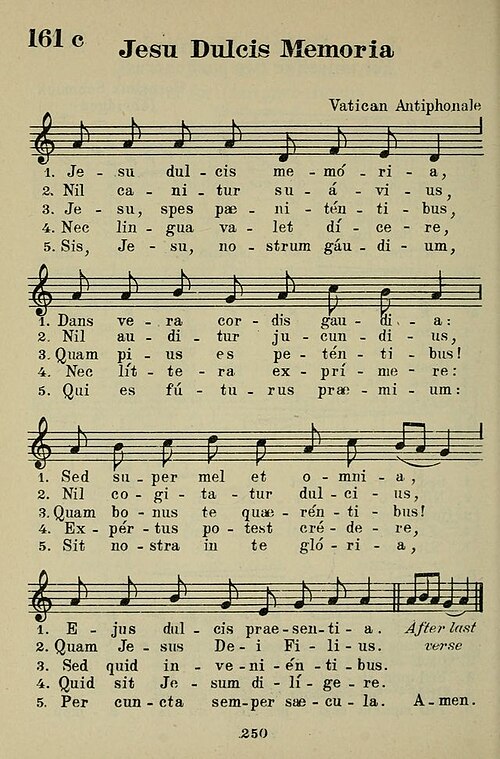 161 c
Jesu Dulcis Memoria
Vatican Antiphonale
1. Je - su dul - cis me - mó - ri - a,
2. Nil ca - ni - tur su - á - vi - us,
3. Je - su, spes pæ - ni - tén - ti - bus,
4. Nec lin - gua va - let dí - ce - re,
5. Sis, Je - su, no - strum gáu - di - um,
1. Dans ve - ra cor - dis gau - di - a:
2. Nil au - di - tur ju - cun - di - us,
3. Quam pi - us es pe - tén - ti - bus!
4. Nec lít - te - ra ex - prí - me - re:
5. Qui es fú - tu - rus præ - mi - um:
1. Sed su - per mel et o - mni - a,
2. Nil co - gi - ta - tur dul - ci - us,
3. Quam bo - nus te quæ - rén - ti - bus!
4. Ex - pér - tus po - test cré - de - re,
5. Sit no - stra in te gló - ri - a,
1. E - jus dul - cis prae - sen - ti - a. After last
2. Quam Je - sus De - i Fi - li - us. verse
3. Sed quid in - ve - ni - én - ti - bus.
4. Quid sit Je - sum di - lí - ge - re.
5. Per cun - cta sem - per sæ - cu - la. A - men.
250